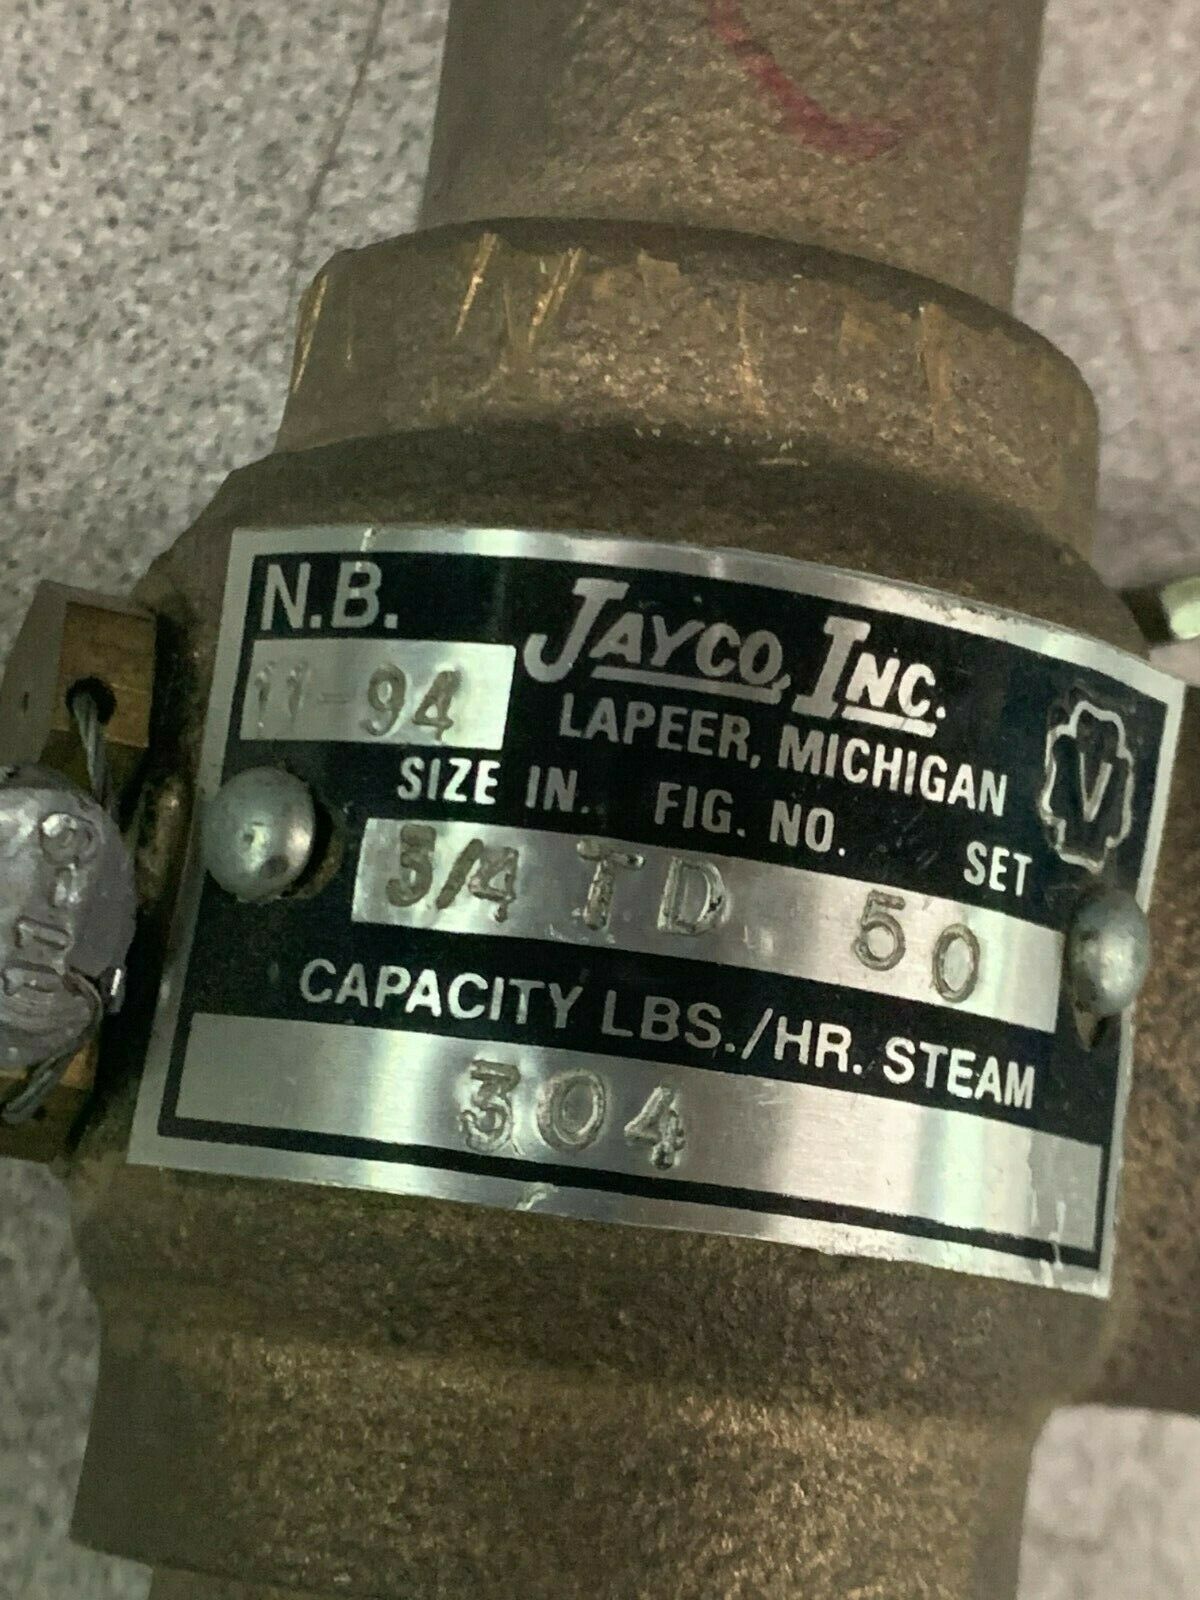 N.B. JAYCO, INC.
11-94 LAPEER, MICHIGAN V
SIZE IN. FIG. NO. SET
3/4 TD 50
CAPACITY LBS./HR. STEAM
304